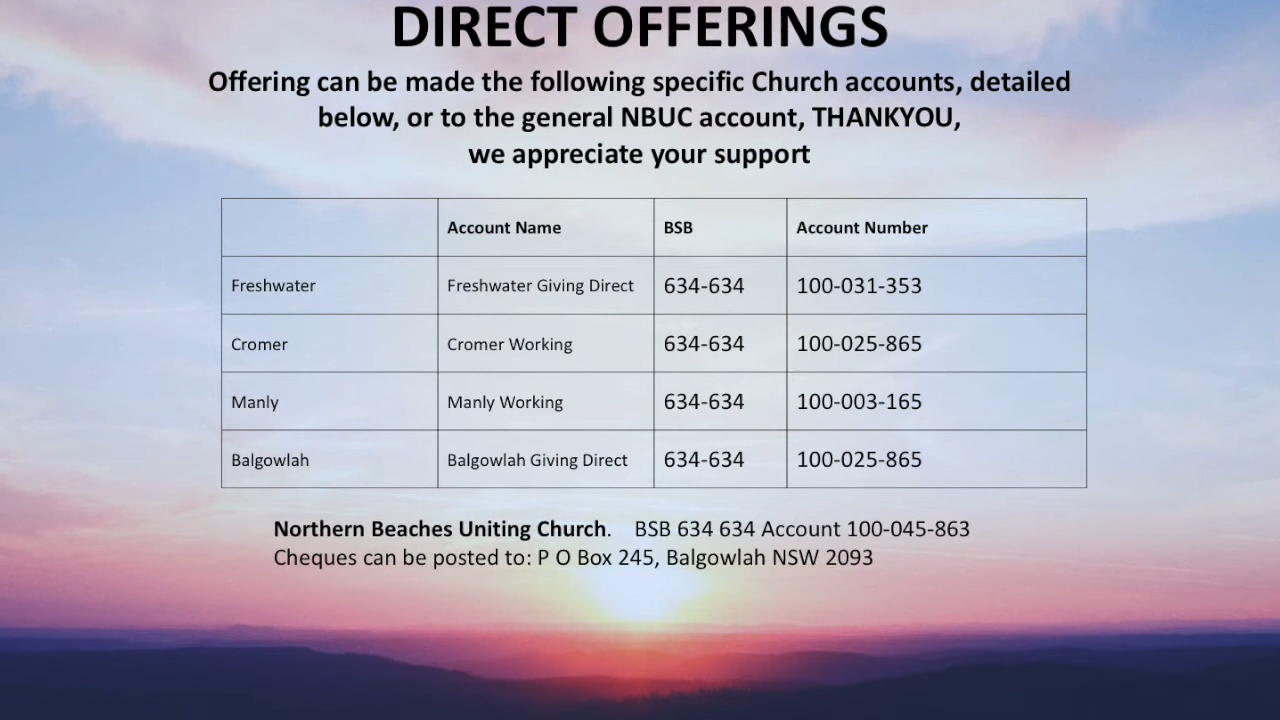 DIRECT OFFERINGS
Offering can be made the following specific Church accounts, detailed
below, or to the general NBUC account, THANKYOU,
we appreciate your support
Account Name BSB Account Number
Freshwater Freshwater Giving Direct 634-634 100-031-353
Cromer Cromer Working 634-634 100-025-865
Manly Manly Working 634-634 100-003-165
Balgowlah Balgowlah Giving Direct 634-634 100-025-865
Northern Beaches Uniting Church. BSB 634 634 Account 100-045-863
Cheques can be posted to: P O Box 245, Balgowlah NSW 2093